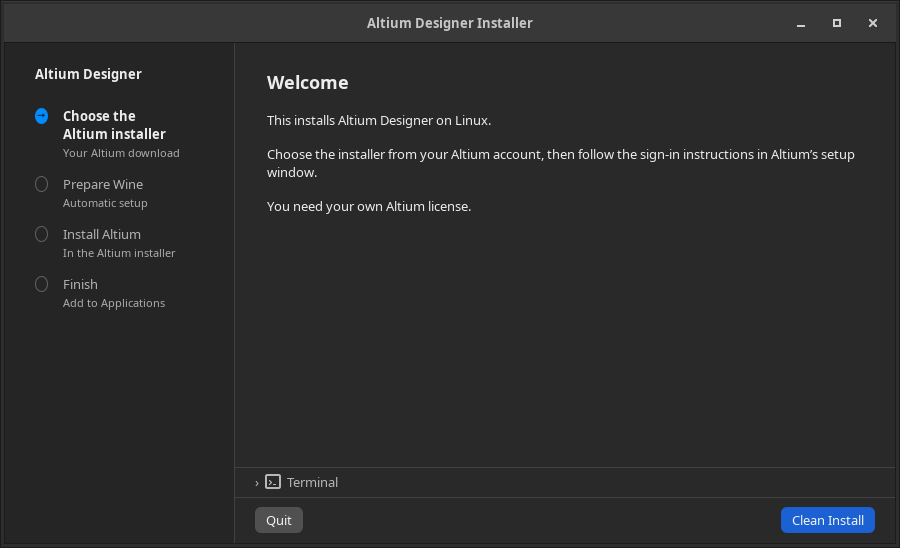 Altium Designer Installer
Altium Designer
Choose the
Altium installer
Your Altium download
Prepare Wine
Automatic setup
Install Altium
In the Altium installer
Finish
Add to Applications
Welcome
This installs Altium Designer on Linux.
Choose the installer from your Altium account, then follow the sign-in instructions in Altium’s setup
window.
You need your own Altium license.
Terminal
Quit
Clean Install